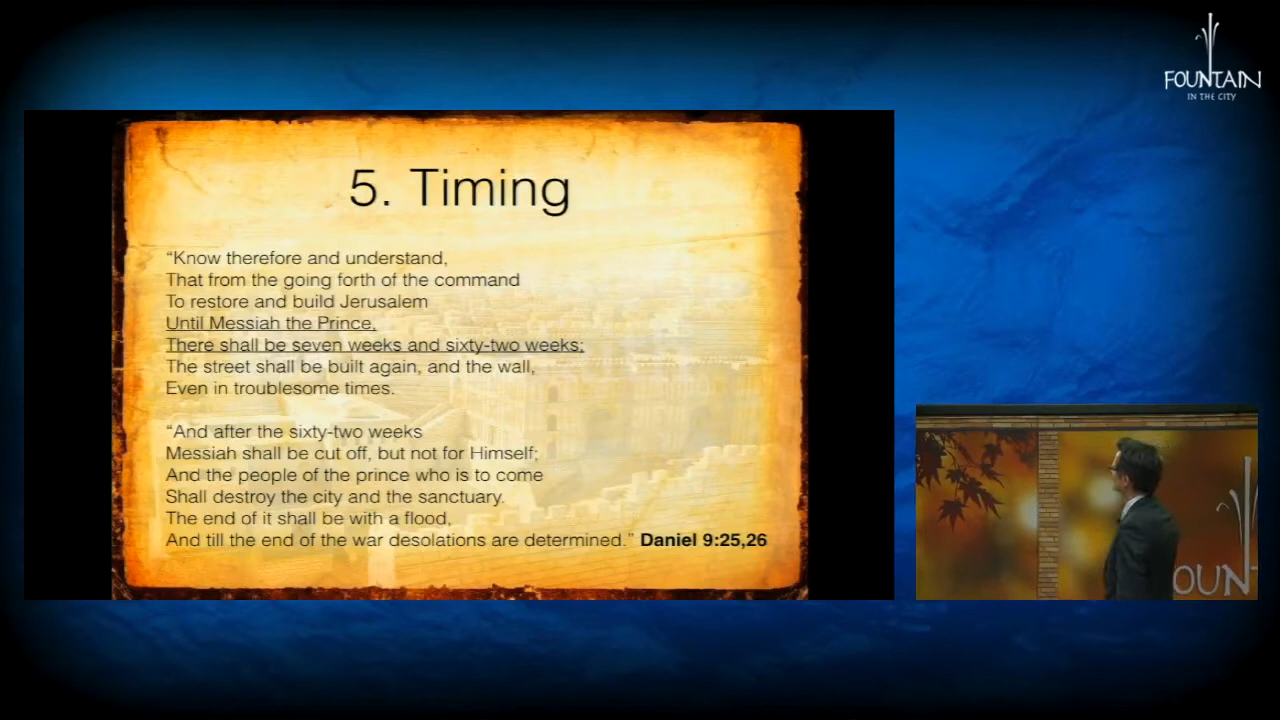 FOUNTAIN
IN THE CITY
5. Timing
“Know therefore and understand,
That from the going forth of the command
To restore and build Jerusalem
Until Messiah the Prince,
There shall be seven weeks and sixty-two weeks;
The street shall be built again, and the wall,
Even in troublesome times.
“And after the sixty-two weeks
Messiah shall be cut off, but not for Himself;
And the people of the prince who is to come
Shall destroy the city and the sanctuary.
The end of it shall be with a flood,
And till the end of the war desolations are determined.” Daniel 9:25,26
OUNT